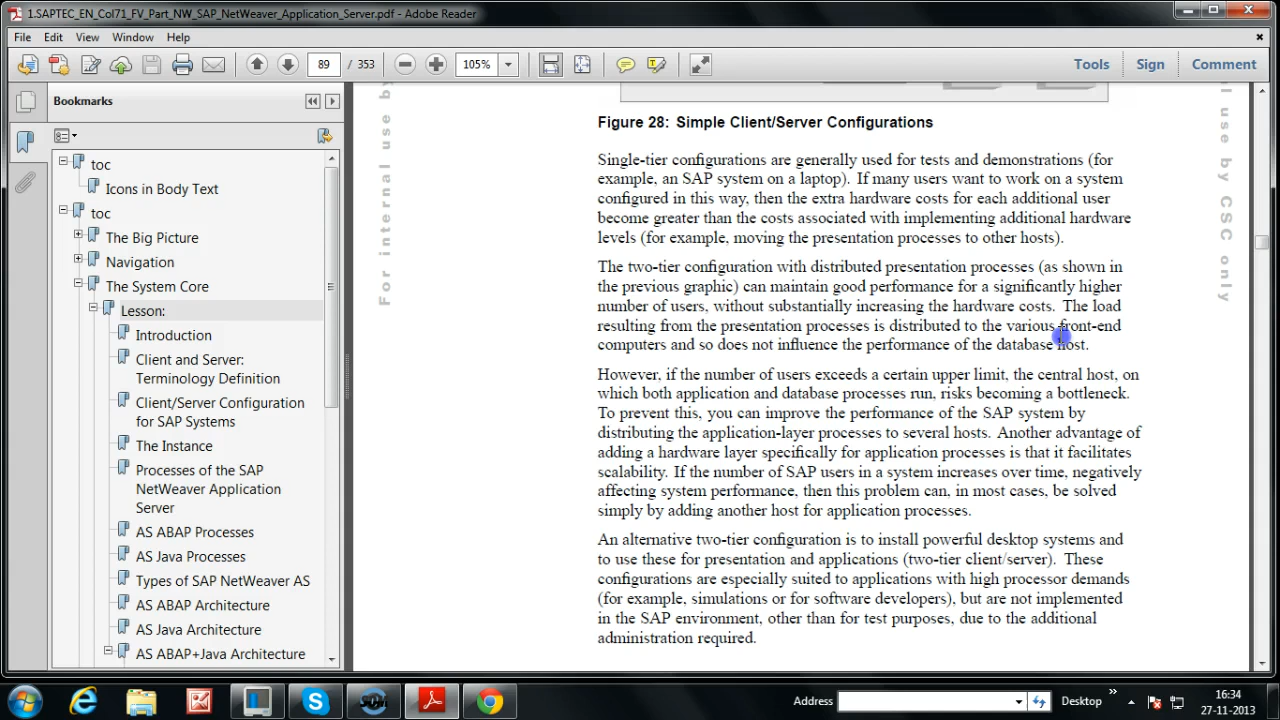 1.SAPTEC_EN_Col71_FV_Part_NW_SAP_NetWeaver_Application_Server.pdf - Adobe Reader
File Edit View Window Help
89 / 353 105% Tools Sign Comment
Bookmarks
toc
Icons in Body Text
toc
The Big Picture
Navigation
The System Core
Lesson:
Introduction
Client and Server:
Terminology Definition
Client/Server Configuration
for SAP Systems
The Instance
Processes of the SAP
NetWeaver Application
Server
AS ABAP Processes
AS Java Processes
Types of SAP NetWeaver AS
AS ABAP Architecture
AS Java Architecture
AS ABAP+Java Architecture
For internal use by
Figure 28: Simple Client/Server Configurations
Single-tier configurations are generally used for tests and demonstrations (for
example, an SAP system on a laptop). If many users want to work on a system
configured in this way, then the extra hardware costs for each additional user
become greater than the costs associated with implementing additional hardware
levels (for example, moving the presentation processes to other hosts).
The two-tier configuration with distributed presentation processes (as shown in
the previous graphic) can maintain good performance for a significantly higher
number of users, without substantially increasing the hardware costs. The load
resulting from the presentation processes is distributed to the various front-end
computers and so does not influence the performance of the database host.
However, if the number of users exceeds a certain upper limit, the central host, on
which both application and database processes run, risks becoming a bottleneck.
To prevent this, you can improve the performance of the SAP system by
distributing the application-layer processes to several hosts. Another advantage of
adding a hardware layer specifically for application processes is that it facilitates
scalability. If the number of SAP users in a system increases over time, negatively
affecting system performance, then this problem can, in most cases, be solved
simply by adding another host for application processes.
An alternative two-tier configuration is to install powerful desktop systems and
to use these for presentation and applications (two-tier client/server). These
configurations are especially suited to applications with high processor demands
(for example, simulations or for software developers), but are not implemented
in the SAP environment, other than for test purposes, due to the additional
administration required.
use by CSC only
Address Desktop
16:34
27-11-2013